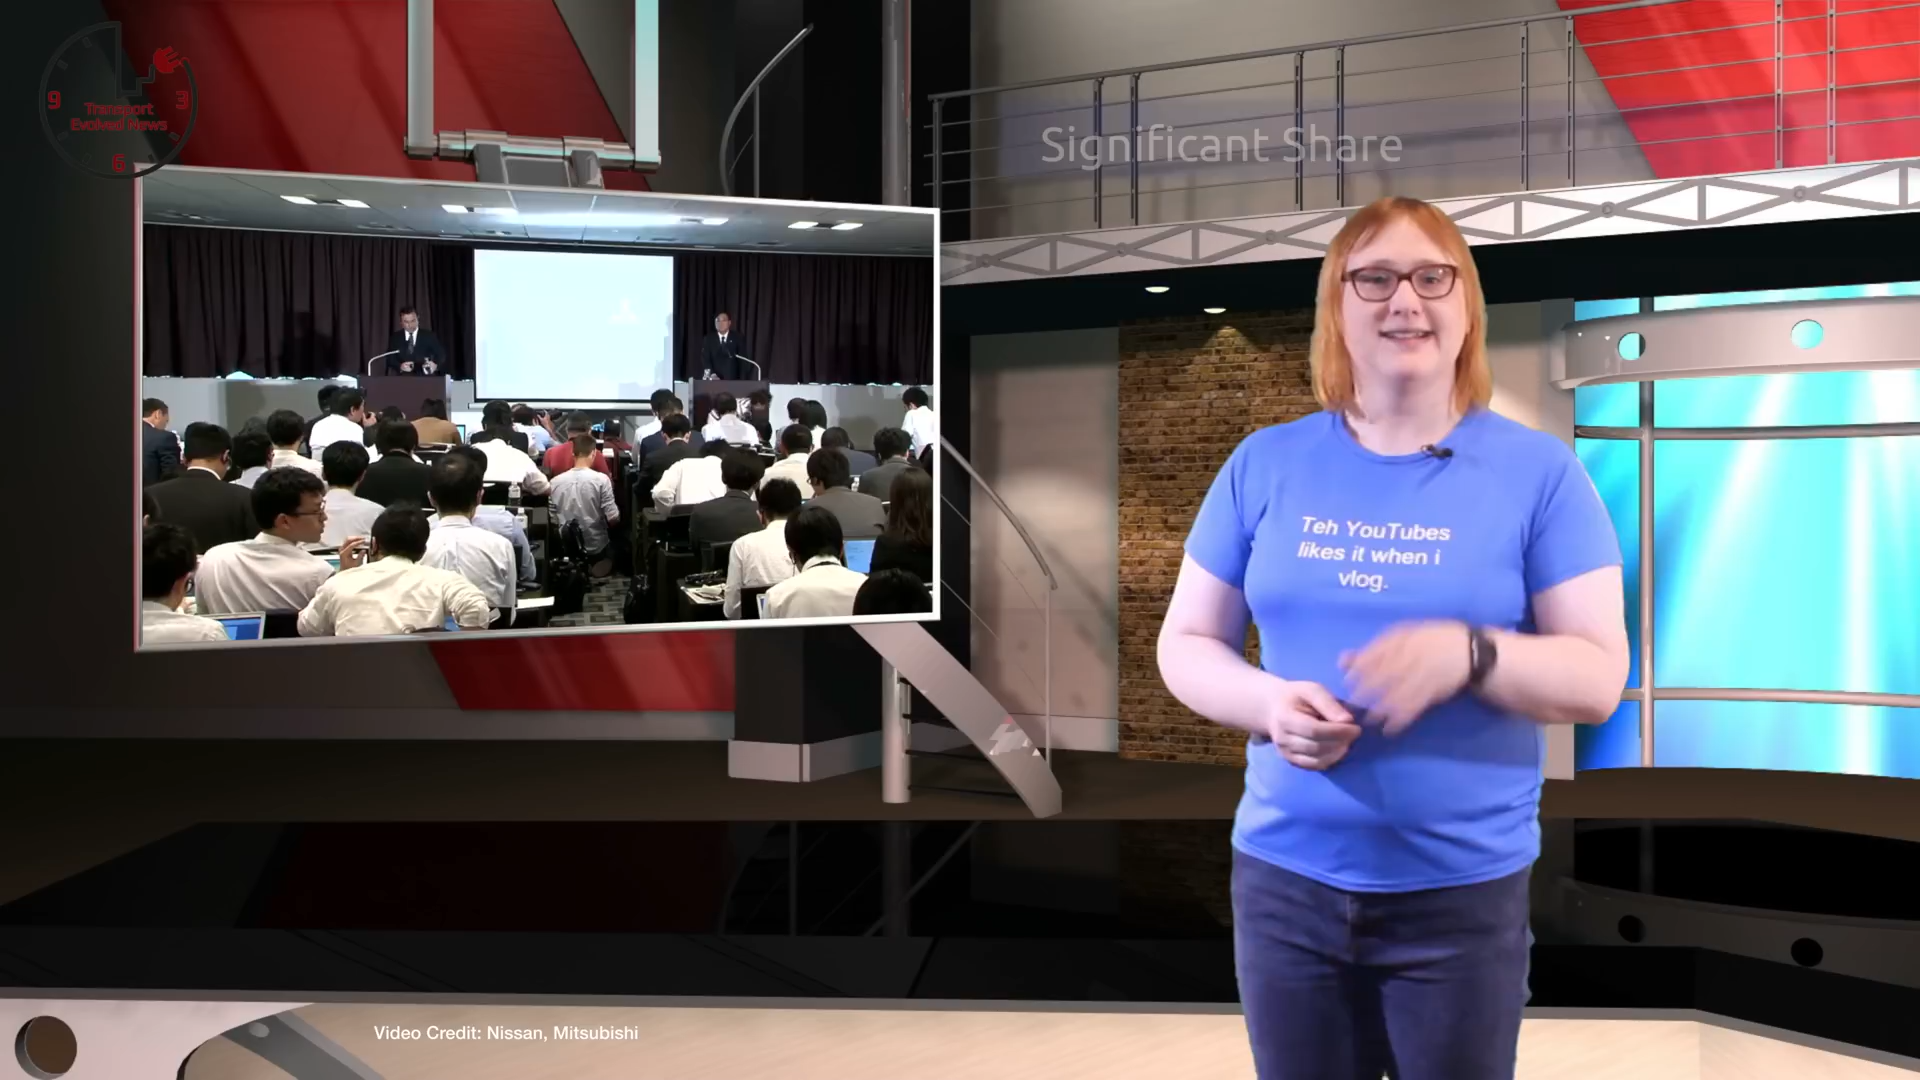 9
3
Transport
Evolved News
6
Significant Share
Teh YouTubes
likes it when i
vlog.
Video Credit: Nissan, Mitsubishi